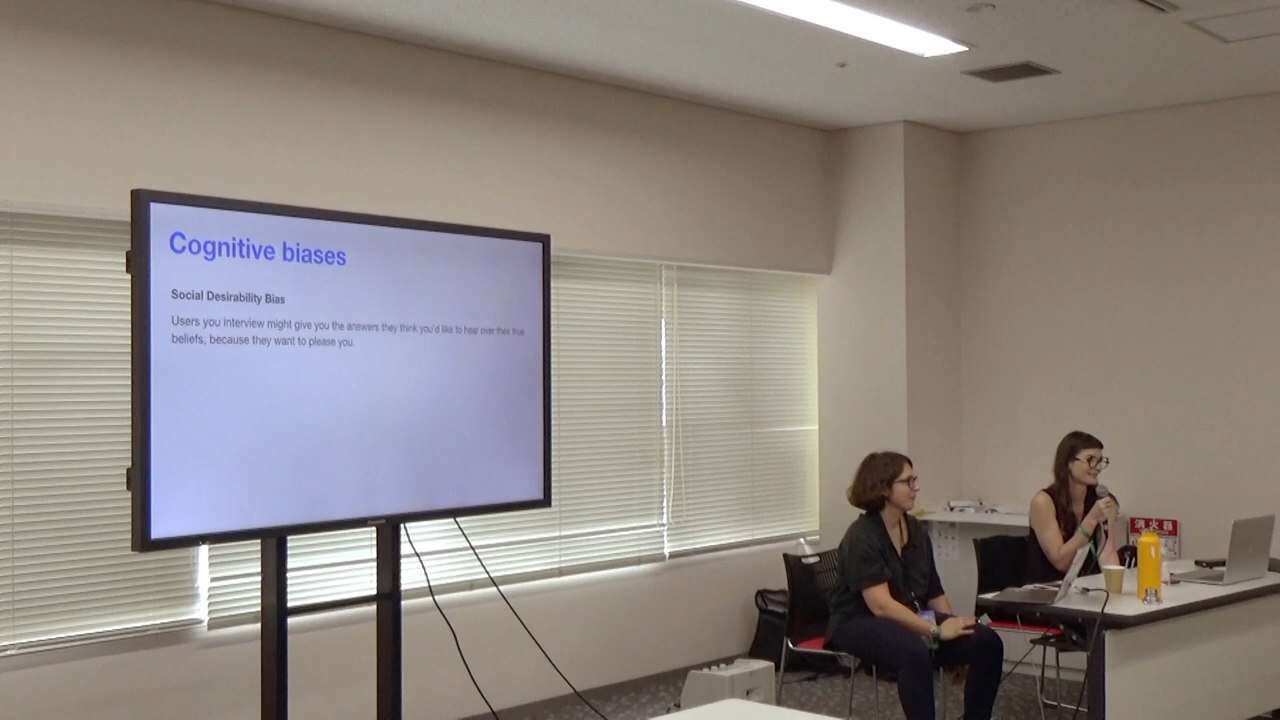 Cognitive biases
Social Desirability Bias
Users you interview might give you the answers they think you'd like to hear over their true
beliefs, because they want to please you.
消火器